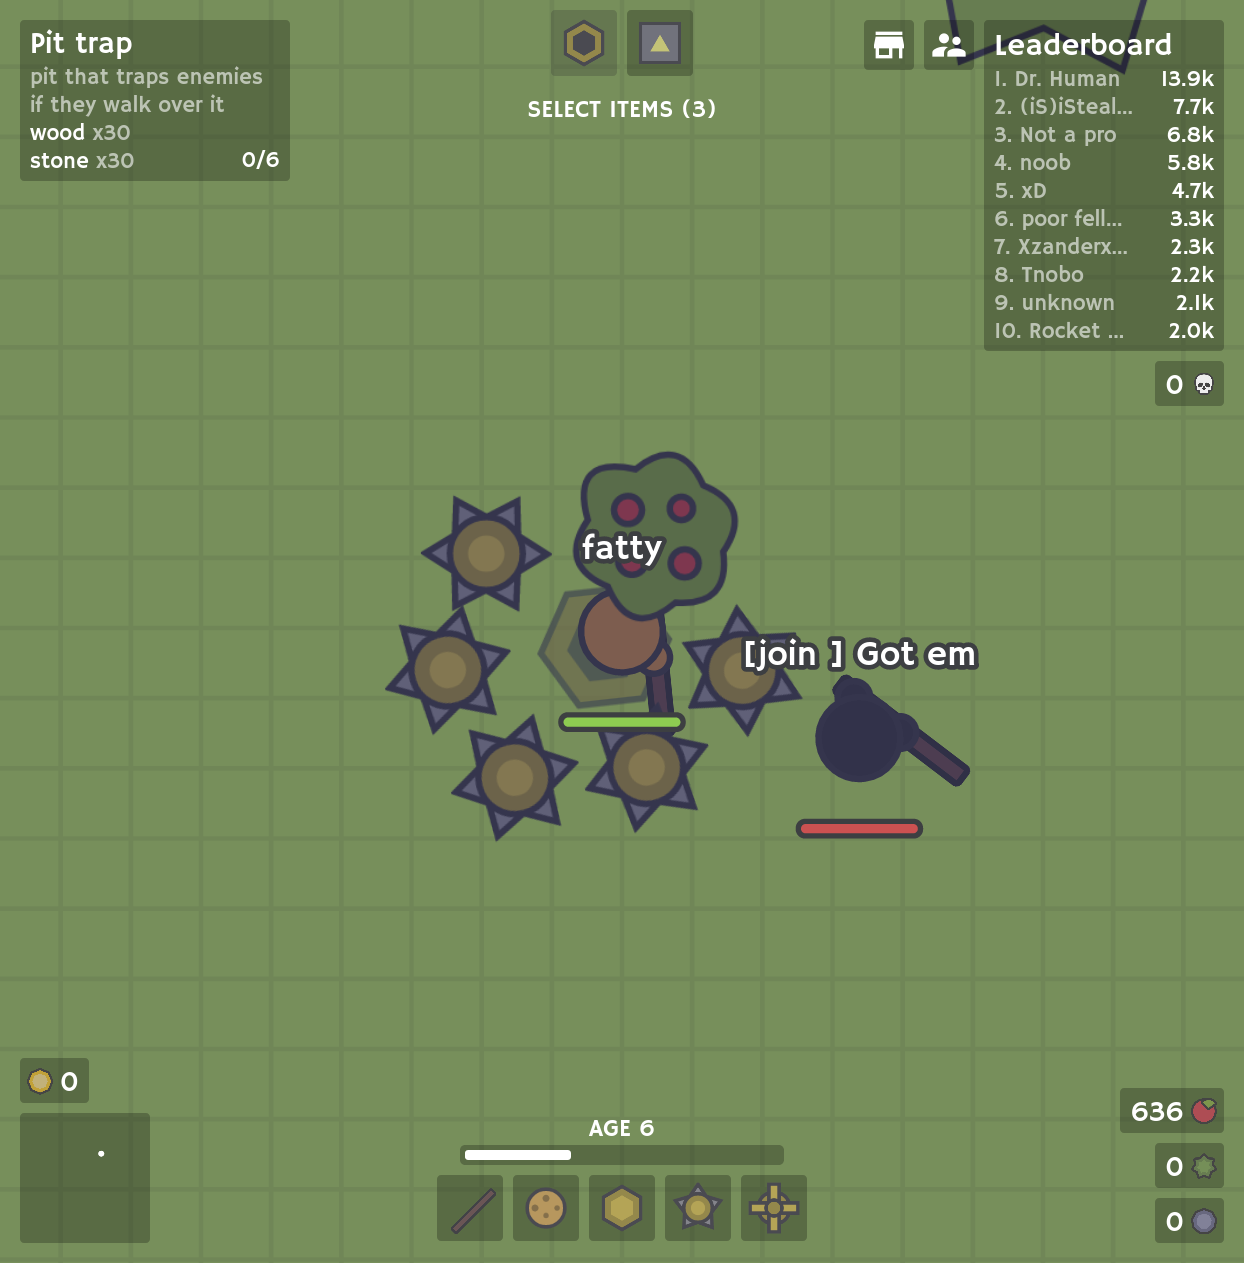 Pit trap
pit that traps enemies
if they walk over it
wood x30
stone x30 0/6
SELECT ITEMS (3)
Leaderboard
1. Dr. Human 13.9k
2. (iS)iSteal... 7.7k
3. Not a pro 6.8k
4. noob 5.8k
5. xD 4.7k
6. poor fell... 3.3k
7. Xzanderx... 2.3k
8. Tnobo 2.2k
9. unknown 2.1k
10. Rocket ... 2.0k
0
fatty
[join ] Got em
0
AGE 6
636
0
0